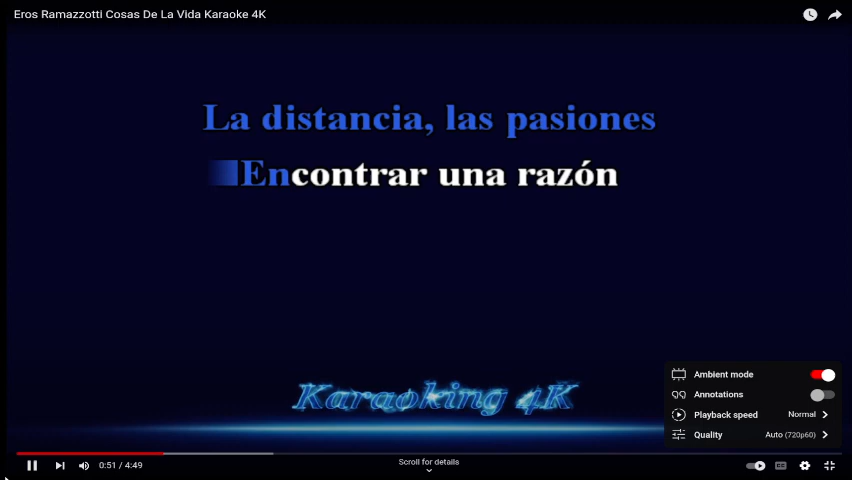 Eros Ramazzotti Cosas De La Vida Karaoke 4K
La distancia, las pasiones
Encontrar una razón
Karaoking 4K
Ambient mode
Annotations
Playback speed Normal
Quality Auto (720p60)
0:51 / 4:49
Scroll for details
CC